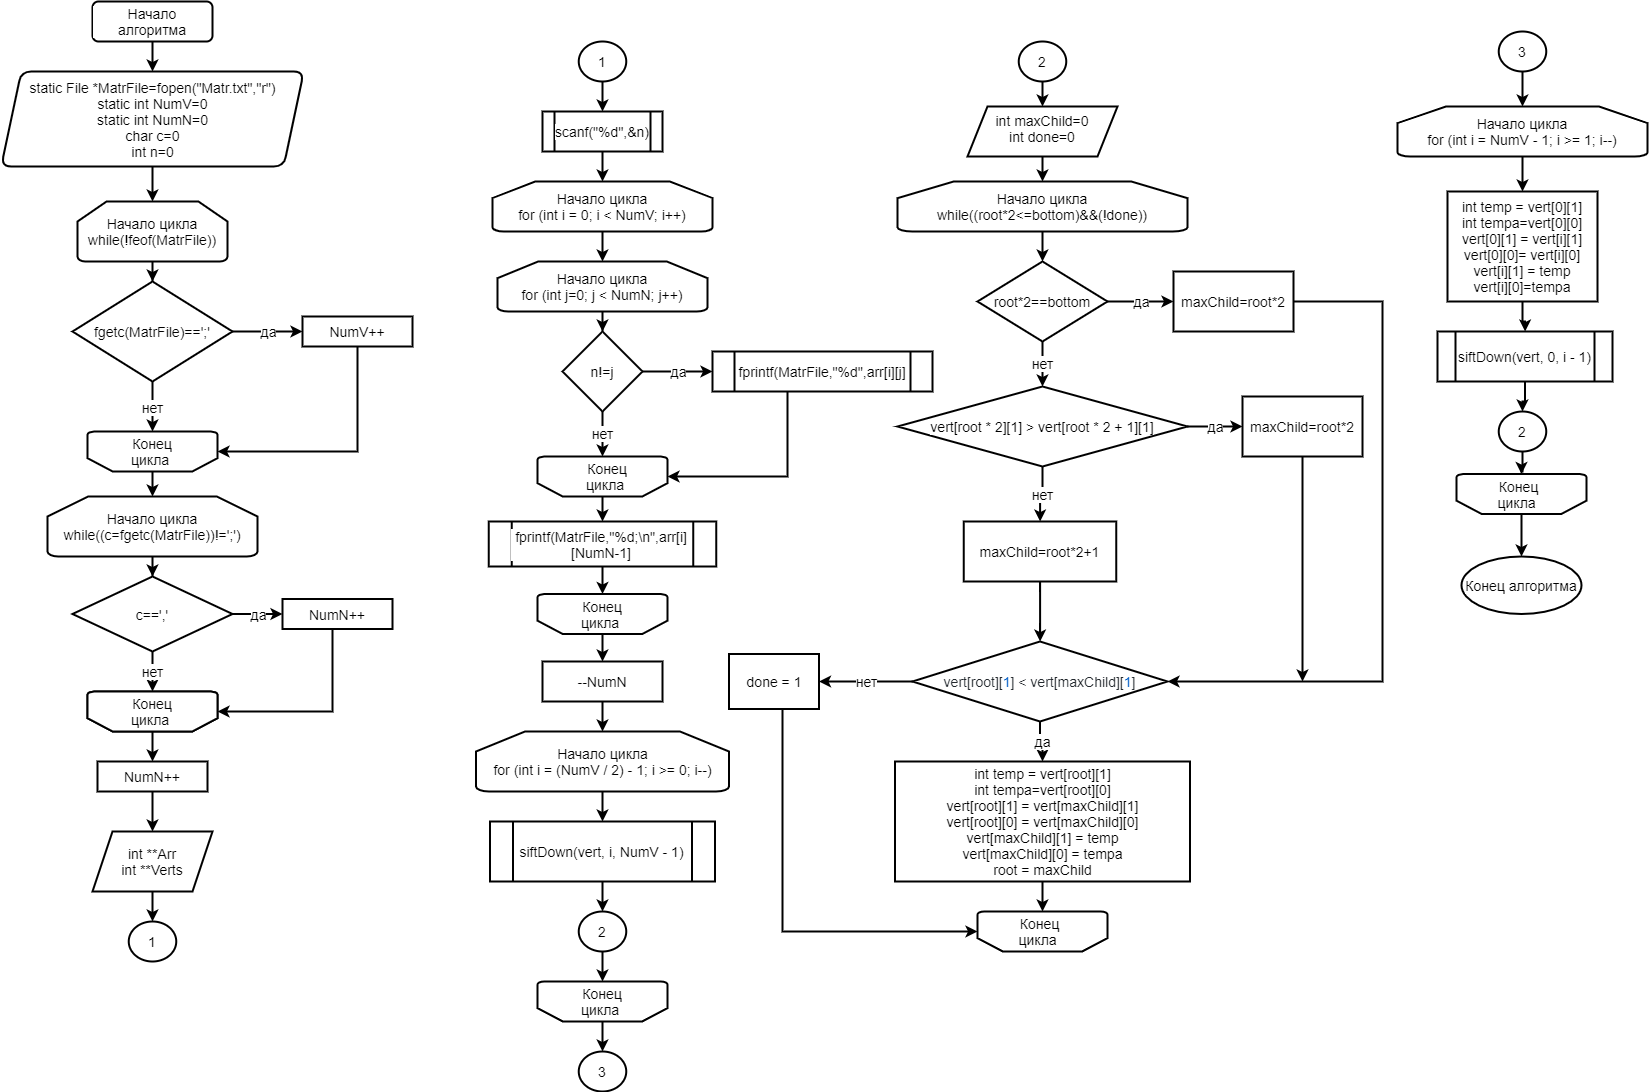 Начало
алгоритма
static File *MatrFile=fopen("Matr.txt","r")
static int NumV=0
static int NumN=0
char c=0
int n=0
Начало цикла
while(!feof(MatrFile))
fgetc(MatrFile)==';'
да
NumV++
нет
Конец
цикла
Начало цикла
while((c=fgetc(MatrFile))!=';')
c==','
да
NumN++
нет
Конец
цикла
NumN++
int **Arr
int **Verts
1
1
scanf("%d",&n)
Начало цикла
for (int i = 0; i < NumV; i++)
Начало цикла
for (int j=0; j < NumN; j++)
n!=j
да
fprintf(MatrFile,"%d",arr[i][j]
нет
Конец
цикла
fprintf(MatrFile,"%d;\n",arr[i]
[NumN-1]
Конец
цикла
--NumN
Начало цикла
for (int i = (NumV / 2) - 1; i >= 0; i--)
siftDown(vert, i, NumV - 1)
2
Конец
цикла
3
2
int maxChild=0
int done=0
Начало цикла
while((root*2<=bottom)&&(!done))
root*2==bottom
да
maxChild=root*2
нет
vert[root * 2][1] > vert[root * 2 + 1][1]
да
maxChild=root*2
нет
maxChild=root*2+1
vert[root][1] < vert[maxChild][1]
нет
done = 1
да
int temp = vert[root][1]
int tempa=vert[root][0]
vert[root][1] = vert[maxChild][1]
vert[root][0] = vert[maxChild][0]
vert[maxChild][1] = temp
vert[maxChild][0] = tempa
root = maxChild
Конец
цикла
3
Начало цикла
for (int i = NumV - 1; i >= 1; i--)
int temp = vert[0][1]
int tempa=vert[0][0]
vert[0][1] = vert[i][1]
vert[0][0]= vert[i][0]
vert[i][1] = temp
vert[i][0]=tempa
siftDown(vert, 0, i - 1)
2
Конец
цикла
Конец алгоритма